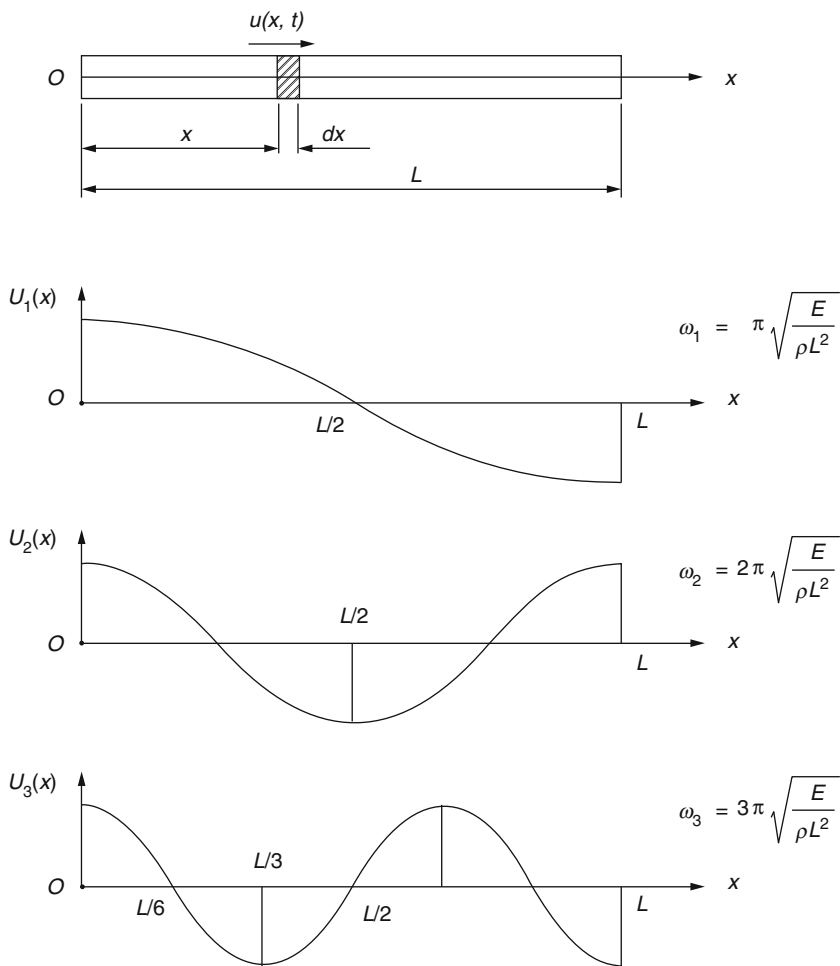 u(x, t)
O x
x dx
L
U₁(x) ω₁ = π√(E/ρL²)
O x
L/2 L
U₂(x) ω₂ = 2π√(E/ρL²)
L/2
O x
L
U₃(x) ω₃ = 3π√(E/ρL²)
L/3
O x
L/6 L/2 L